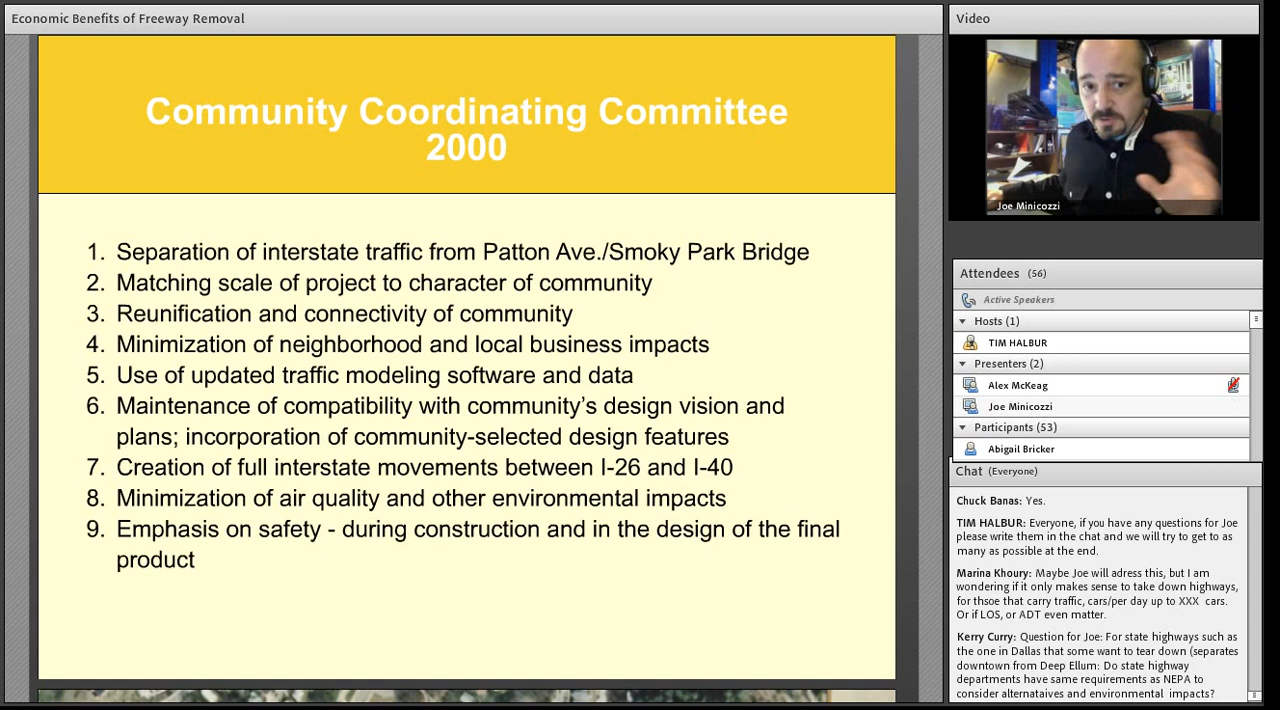 Economic Benefits of Freeway Removal
Community Coordinating Committee
2000
1. Separation of interstate traffic from Patton Ave./Smoky Park Bridge
2. Matching scale of project to character of community
3. Reunification and connectivity of community
4. Minimization of neighborhood and local business impacts
5. Use of updated traffic modeling software and data
6. Maintenance of compatibility with community’s design vision and
plans; incorporation of community-selected design features
7. Creation of full interstate movements between I-26 and I-40
8. Minimization of air quality and other environmental impacts
9. Emphasis on safety - during construction and in the design of the final
product
Video
Joe Minicozzi
Attendees (56)
Active Speakers
Hosts (1)
TIM HALBUR
Presenters (2)
Alex McKeag
Joe Minicozzi
Participants (53)
Abigail Bricker
Chat (Everyone)
Chuck Banas: Yes.
TIM HALBUR: Everyone, if you have any questions for Joe
please write them in the chat and we will try to get to as
many as possible at the end.
Marina Khoury: Maybe Joe will adress this, but I am
wondering if it only makes sense to take down highways,
for thsoe that carry traffic, cars/per day up to XXX cars.
Or if LOS, or ADT even matter.
Kerry Curry: Question for Joe: For state highways such as
the one in Dallas that some want to tear down (separates
downtown from Deep Ellum: Do state highway
departments have same requirements as NEPA to
consider alternataives and environmental impacts?